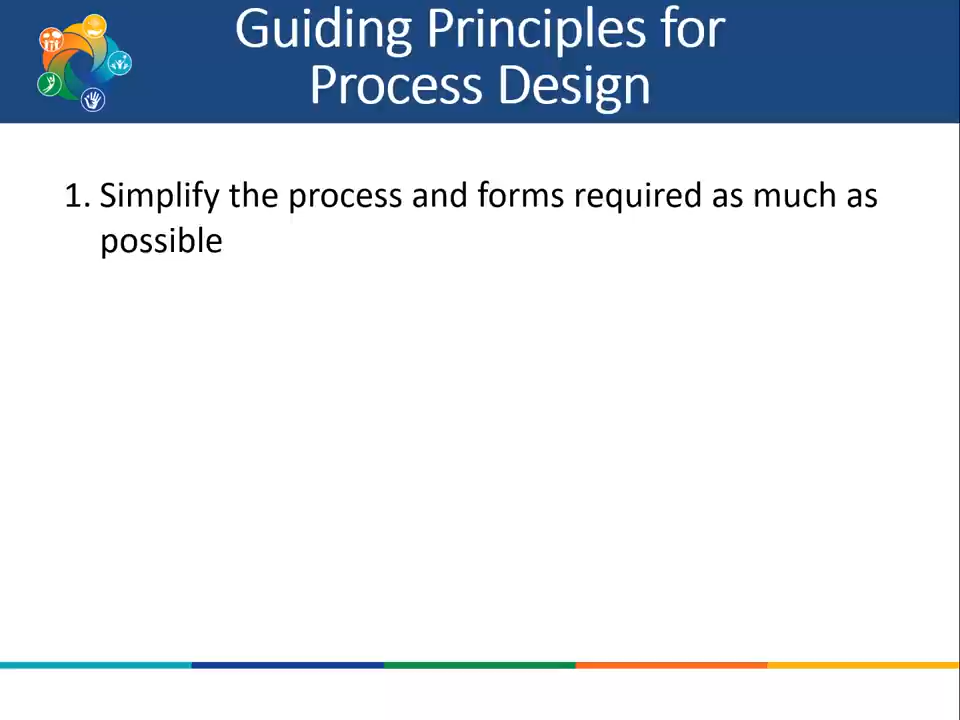 Guiding Principles for
Process Design
1. Simplify the process and forms required as much as
possible